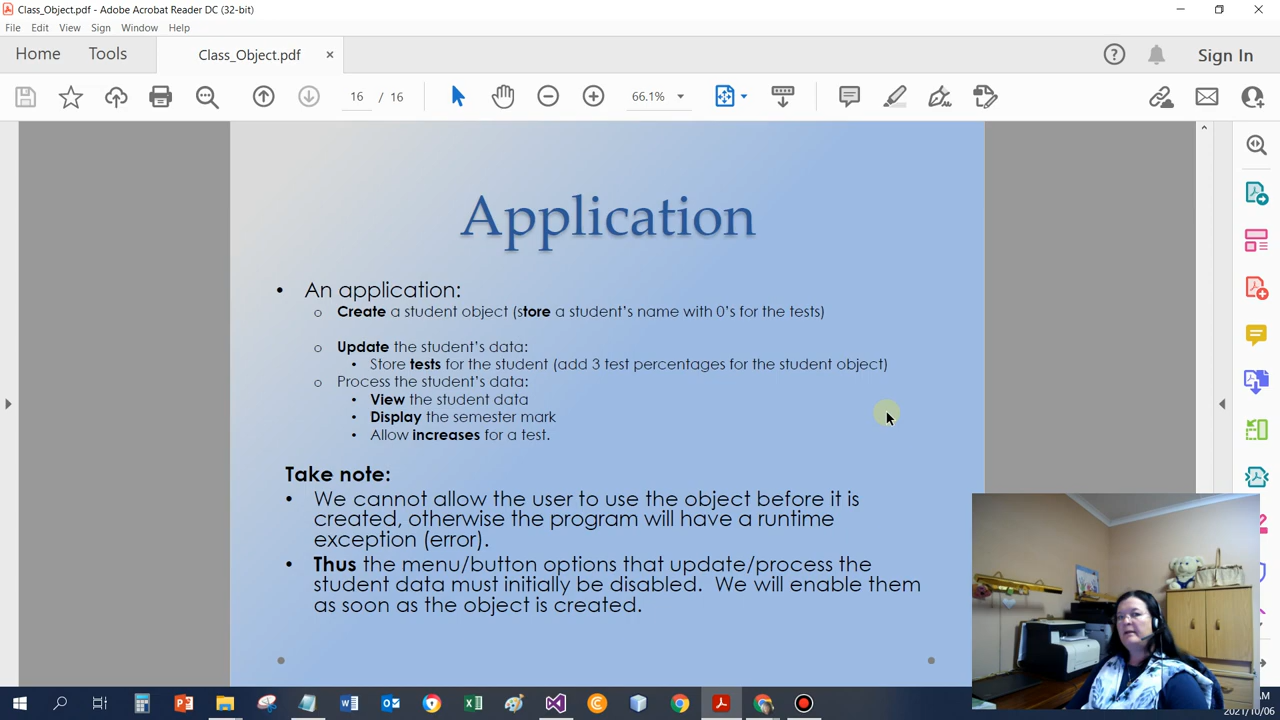 Class_Object.pdf - Adobe Acrobat Reader DC (32-bit)
File Edit View Sign Window Help
Home Tools Class_Object.pdf × Sign In
16 / 16 66.1%
Application
• An application:
o Create a student object (store a student's name with 0's for the tests)
o Update the student's data:
• Store tests for the student (add 3 test percentages for the student object)
o Process the student's data:
• View the student data
• Display the semester mark
• Allow increases for a test.
Take note:
• We cannot allow the user to use the object before it is
created, otherwise the program will have a runtime
exception (error).
• Thus the menu/button options that update/process the
student data must initially be disabled. We will enable them
as soon as the object is created.
2021/10/06